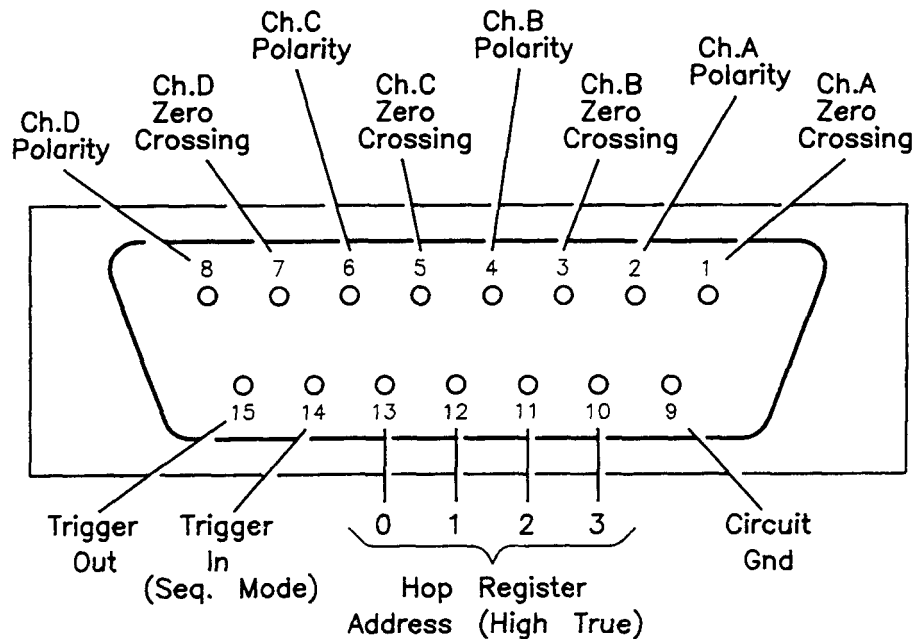 Ch.C
Polarity
Ch.B
Polarity
Ch.A
Polarity
Ch.D
Zero
Crossing
Ch.C
Zero
Crossing
Ch.B
Zero
Crossing
Ch.A
Zero
Crossing
Ch.D
Polarity
8 7 6 5 4 3 2 1
15 14 13 12 11 10 9
0 1 2 3
Trigger
Out
Trigger
In
(Seq. Mode)
Hop Register
Address (High True)
Circuit
Gnd